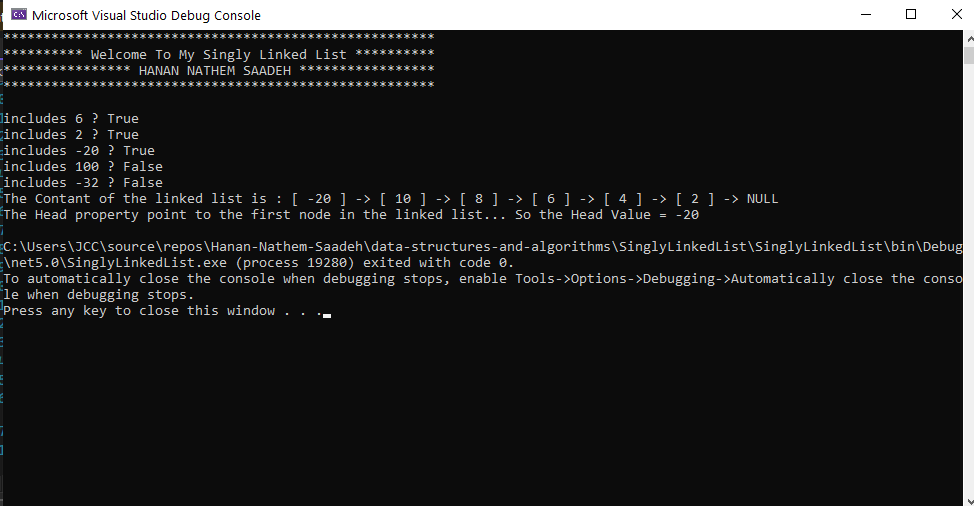 Microsoft Visual Studio Debug Console
******************************************************
********** Welcome To My Singly Linked List **********
**************** HANAN NATHEM SAADEH *****************
******************************************************
includes 6 ? True
includes 2 ? True
includes -20 ? True
includes 100 ? False
includes -32 ? False
The Contant of the linked list is : [ -20 ] -> [ 10 ] -> [ 8 ] -> [ 6 ] -> [ 4 ] -> [ 2 ] -> NULL
The Head property point to the first node in the linked list... So the Head Value = -20
C:\Users\JCC\source\repos\Hanan-Nathem-Saadeh\data-structures-and-algorithms\SinglyLinkedList\SinglyLinkedList\bin\Debug
\net5.0\SinglyLinkedList.exe (process 19280) exited with code 0.
To automatically close the console when debugging stops, enable Tools->Options->Debugging->Automatically close the conso
le when debugging stops.
Press any key to close this window . . .